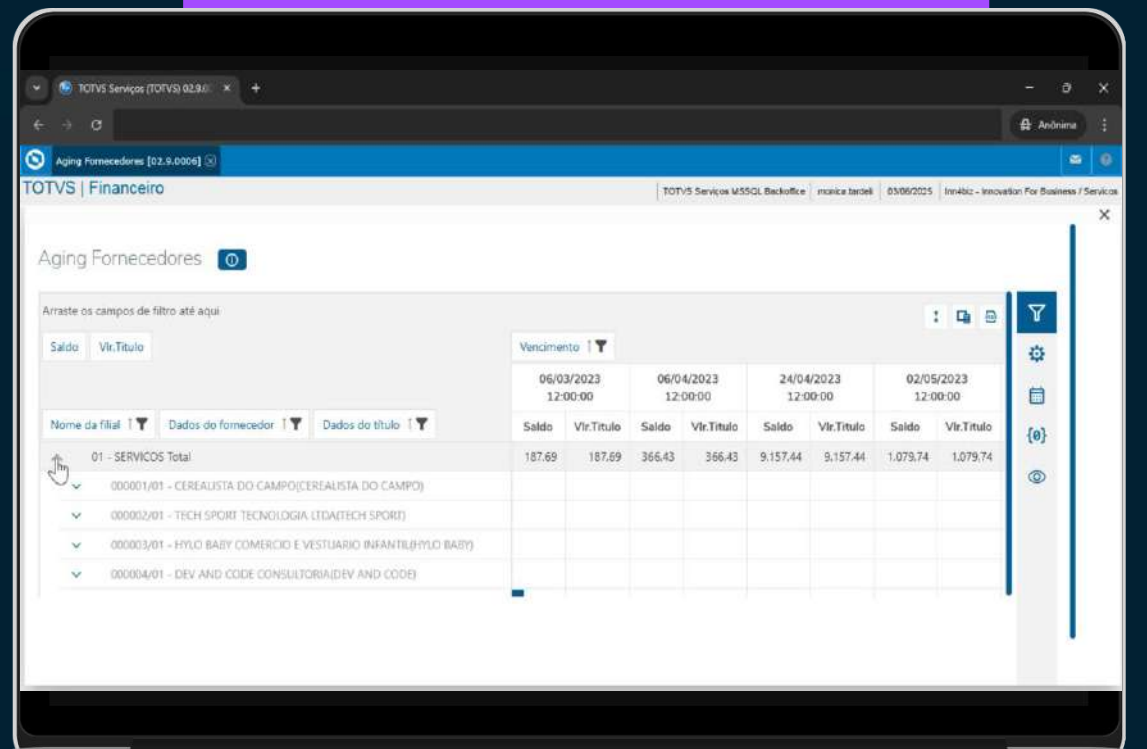 TOTVS Serviços (TOTVS) 02.9.0
Anônima
Aging Fornecedores [02.9.0006]
TOTVS | Financeiro
TOTVS Serviços MSSQL Backoffice monica tardeli 03/06/2025 Inn4biz - Innovation For Business / Servicos
Aging Fornecedores
Arraste os campos de filtro até aqui
Saldo Vlr.Titulo Vencimento
06/03/2023 06/04/2023 24/04/2023 02/05/2023
12:00:00 12:00:00 12:00:00 12:00:00
Nome da filial Dados do fornecedor Dados do título Saldo Vlr.Titulo Saldo Vlr.Titulo Saldo Vlr.Titulo Saldo Vlr.Titulo
01 - SERVICOS Total 187.69 187.69 366.43 366.43 9.157,44 9.157,44 1.079,74 1.079,74
000001/01 - CEREALISTA DO CAMPO(CEREALISTA DO CAMPO)
000002/01 - TECH SPORT TECNOLOGIA LTDA(TECH SPORT)
000003/01 - HYLO BABY COMERCIO E VESTUARIO INFANTIL(HYLO BABY)
000004/01 - DEV AND CODE CONSULTORIA(DEV AND CODE)